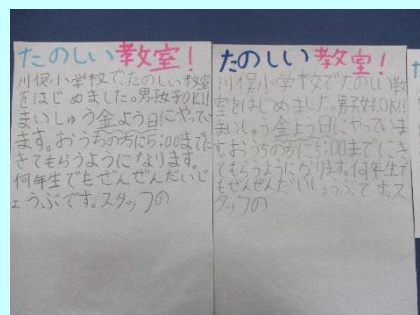 たのしい教室!
川俣小学校でたのしい教室
をはじめました。男子女子OK!!
まいしゅう金よう日にやってい
ます。おうちの方に5:00までに
きてもらうようになります。
何年生でもぜんぜんだいじ
ょうぶです。スタッフの
たのしい教室!
川俣小学校でたのしい教
室をはじめました。男子女子OK!!
まいしゅう金よう日にやっていま
す。おうちの方に5:00までにき
てもらうようになります。何年生で
もぜんぜんだいじょうぶです。スタ
ッフの